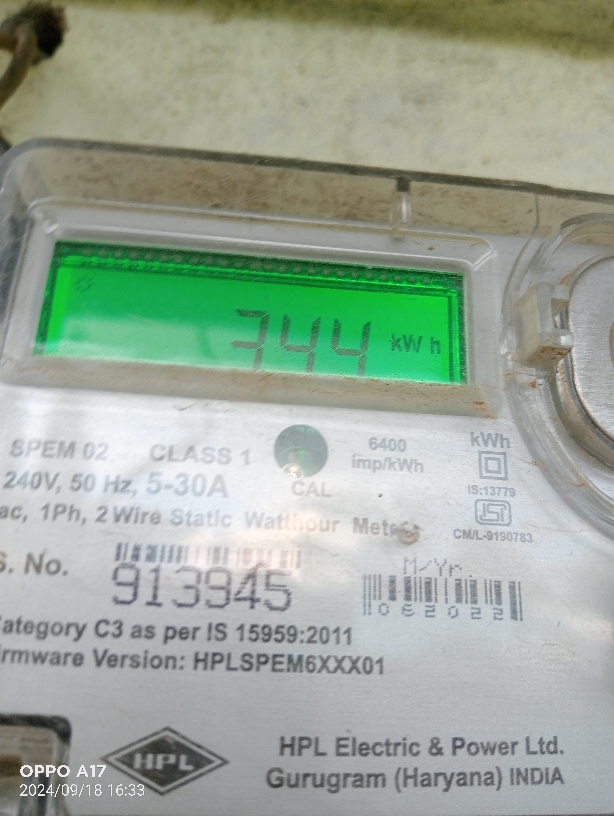 344 kWh
SPEM 02 CLASS 1 CAL 6400 imp/kWh kWh
240V, 50 Hz, 5-30A
IS:13779
ac, 1Ph, 2 Wire Static Watthour Meter
CM/L-9190783
S. No. 913945
M/Yr.
062022
Category C3 as per IS 15959:2011
rmware Version: HPLSPEM6XXX01
HPL
HPL Electric & Power Ltd.
Gurugram (Haryana) INDIA
OPPO A17
2024/09/18 16:33